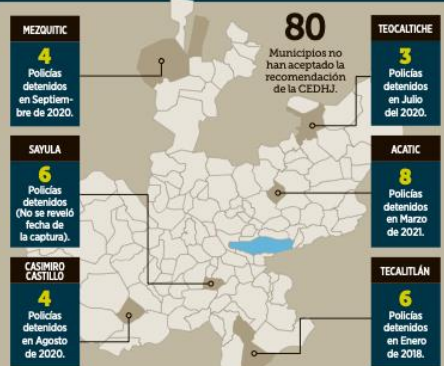 MEZQUITIC
4
Policías
detenidos
en Septiem-
bre de 2020.
80
Municipios no
han aceptado la
recomendación
de la CEDHJ.
TEOCALTICHE
3
Policías
detenidos
en Julio
del 2020.
SAYULA
6
Policías
detenidos
(No se reveló
fecha de
la captura).
ACATIC
8
Policías
detenidos
en Marzo
de 2021.
CASIMIRO
CASTILLO
4
Policías
detenidos
en Agosto
de 2020.
TECALITLÁN
6
Policías
detenidos
en Enero
de 2018.